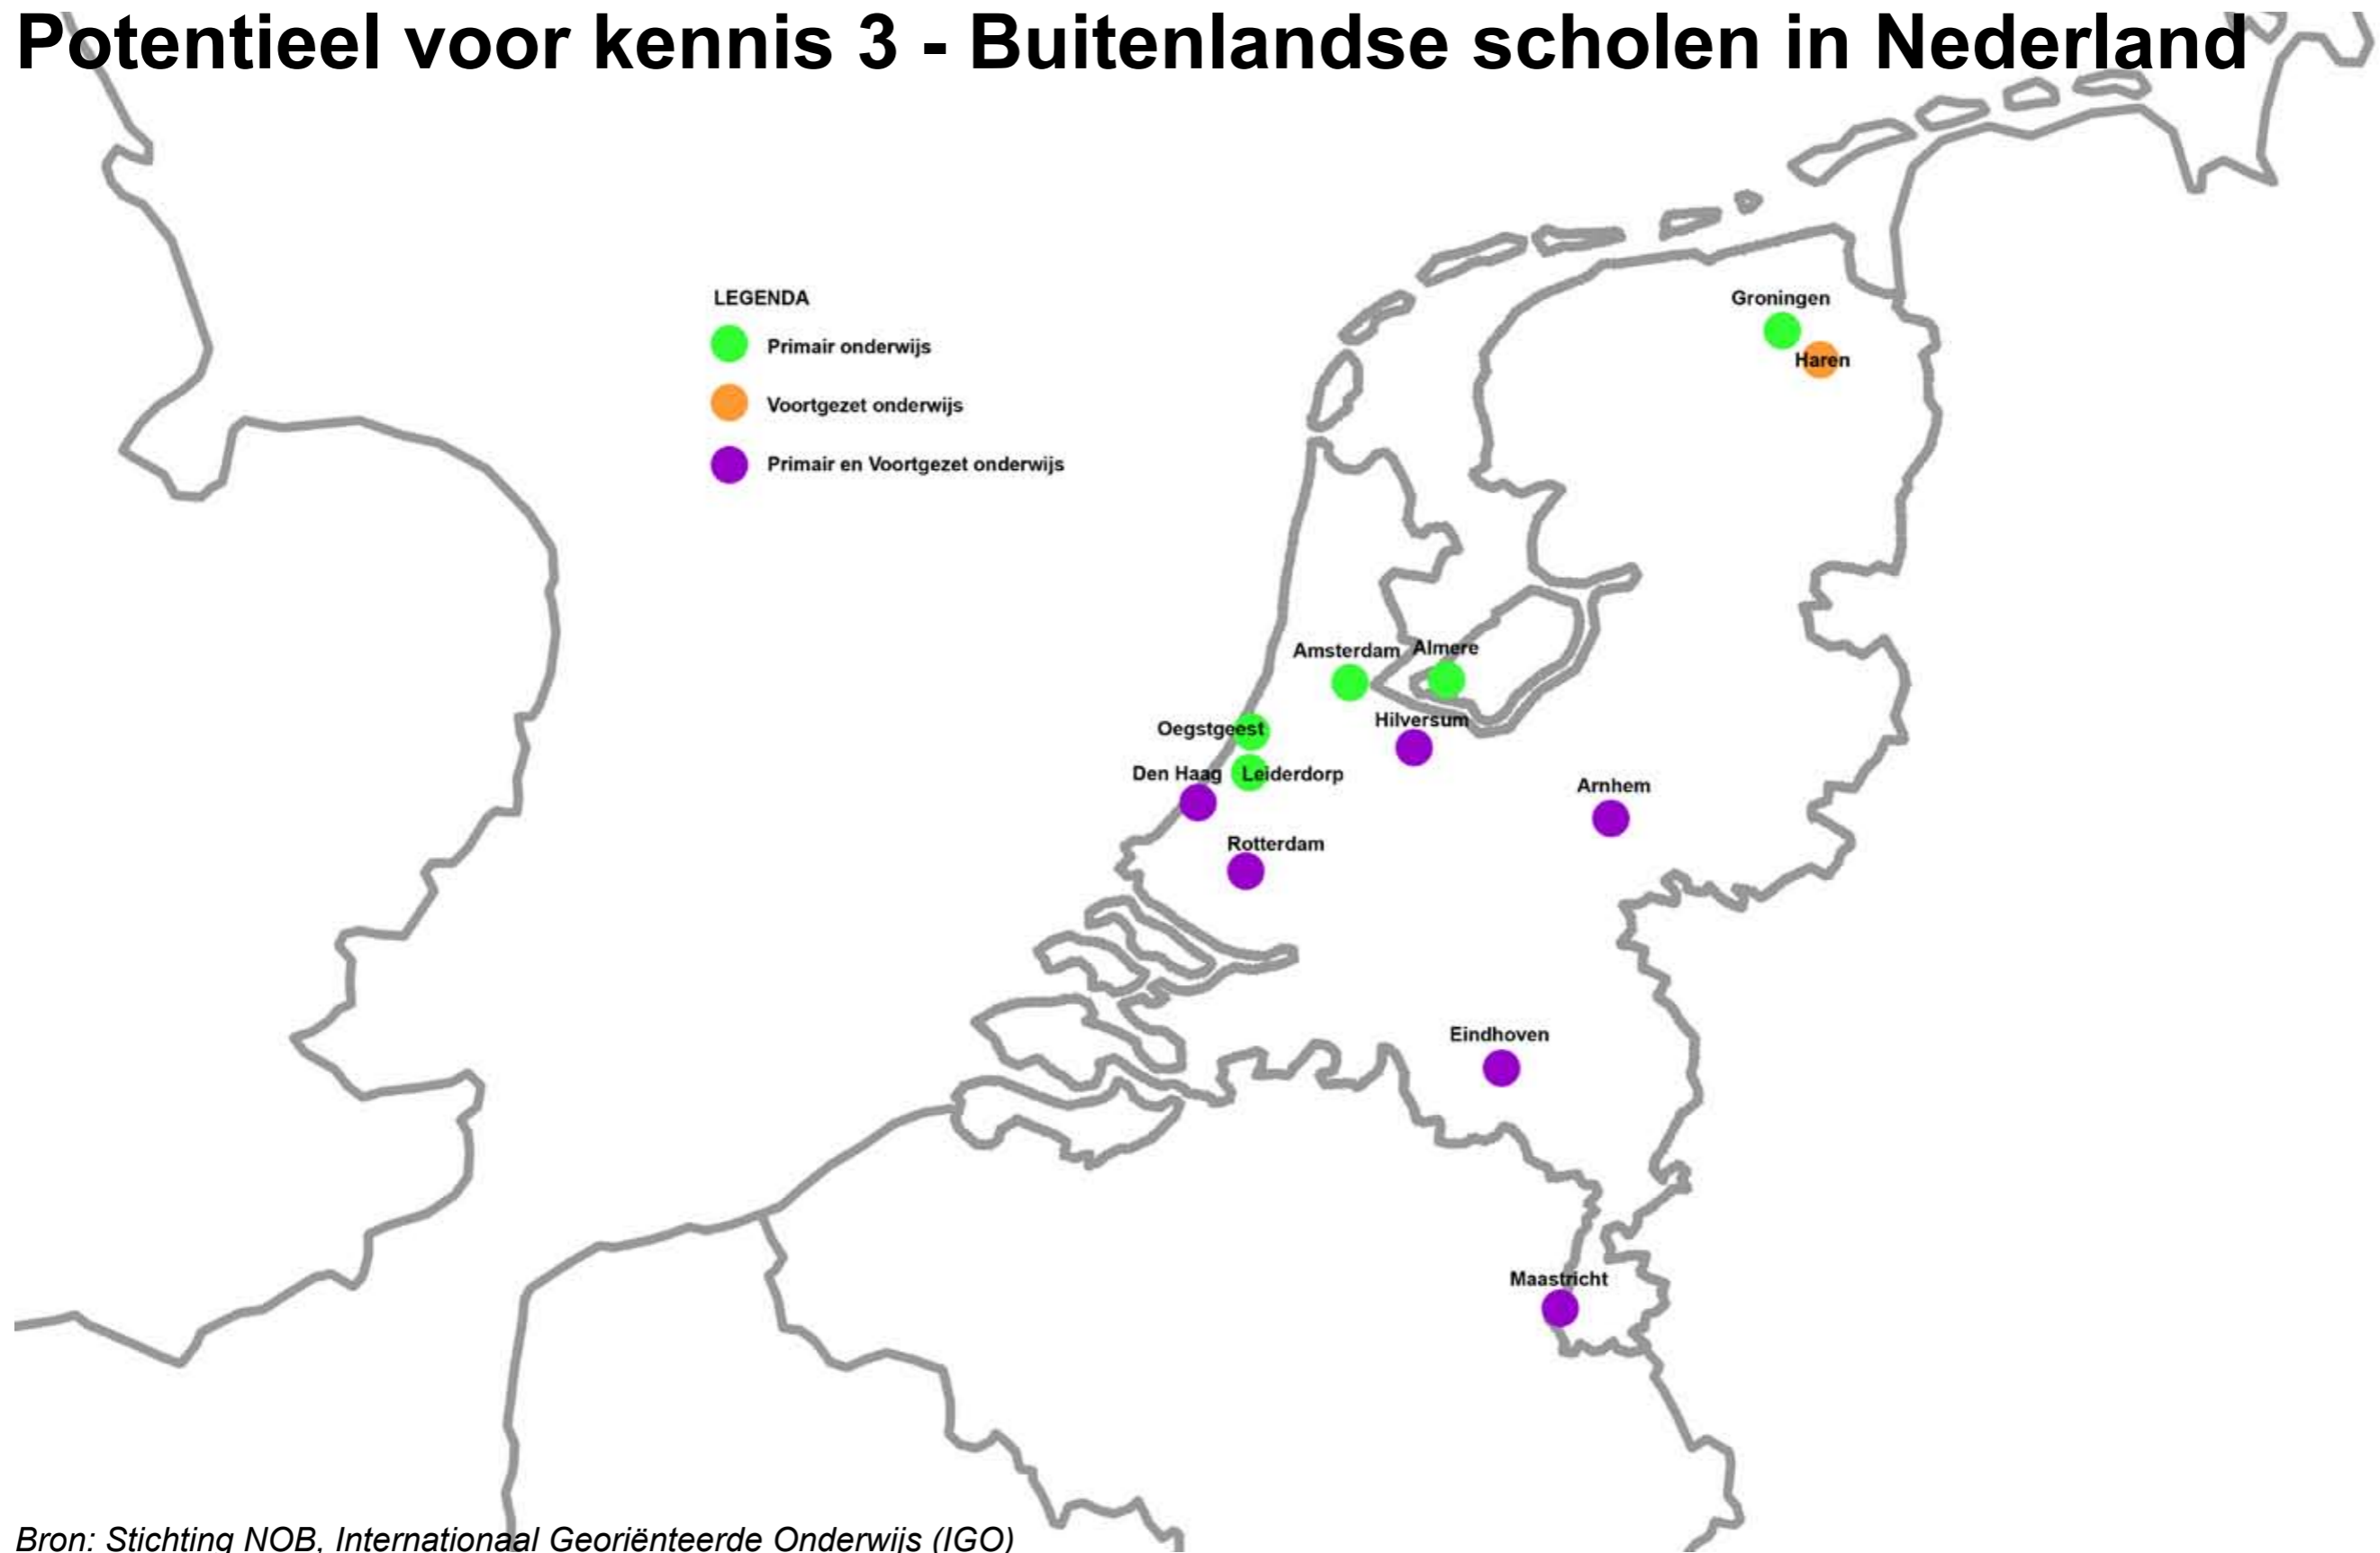 Potentieel voor kennis 3 - Buitenlandse scholen in Nederland
LEGENDA
Primair onderwijs
Voortgezet onderwijs
Primair en Voortgezet onderwijs
Groningen
Haren
Amsterdam
Almere
Oegstgeest
Hilversum
Den Haag
Leiderdorp
Arnhem
Rotterdam
Eindhoven
Maastricht
Bron: Stichting NOB, Internationaal Georiënteerde Onderwijs (IGO)